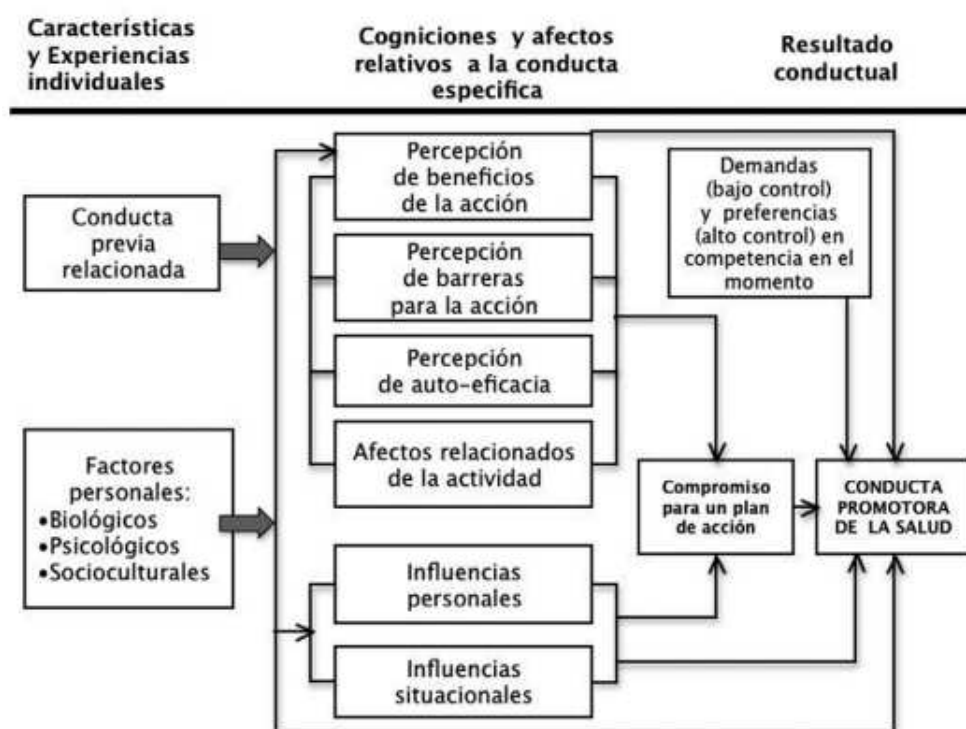 Características
y Experiencias
individuales
Cogniciones y afectos
relativos a la conducta
especifica
Resultado
conductual
Conducta
previa
relacionada
Factores
personales:
•Biológicos
•Psicológicos
•Socioculturales
Percepción
de beneficios
de la acción
Percepción
de barreras
para la acción
Percepción
de auto-eficacia
Afectos relacionados
de la actividad
Influencias
personales
Influencias
situacionales
Demandas
(bajo control)
y preferencias
(alto control) en
competencia en el
momento
Compromiso
para un plan
de acción
CONDUCTA
PROMOTORA
DE LA SALUD